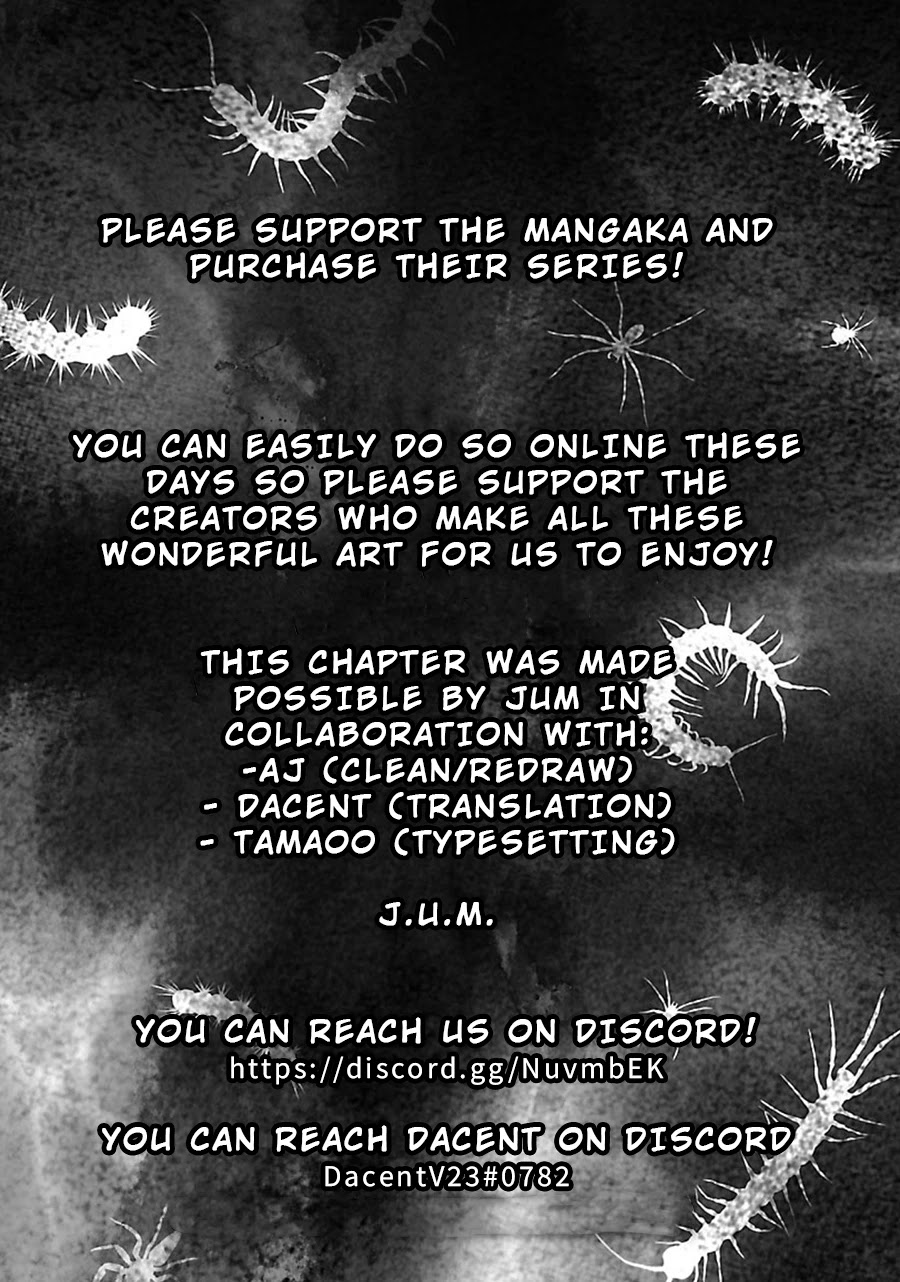 PLEASE SUPPORT THE MANGAKA AND
PURCHASE THEIR SERIES!
YOU CAN EASILY DO SO ONLINE THESE
DAYS SO PLEASE SUPPORT THE
CREATORS WHO MAKE ALL THESE
WONDERFUL ART FOR US TO ENJOY!
THIS CHAPTER WAS MADE
POSSIBLE BY JUM IN
COLLABORATION WITH:
-AJ (CLEAN/REDRAW)
- DACENT (TRANSLATION)
- TAMAOO (TYPESETTING)
J.U.M.
YOU CAN REACH US ON DISCORD!
https://discord.gg/NuvmbEK
YOU CAN REACH DACENT ON DISCORD
DacentV23#0782